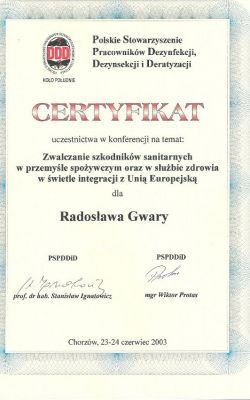 Polskie Stowarzyszenie
Pracowników Dezynfekcji,
Dezynsekcji i Deratyzacji
DDD
KOŁO POŁUDNIE
CERTYFIKAT
uczestnictwa w konferencji na temat:
Zwalczanie szkodników sanitarnych
w przemyśle spożywczym oraz w służbie zdrowia
w świetle integracji z Unią Europejską
dla
Radosława Gwary
PSPDDiD
PSPDDiD
prof. dr hab. Stanisław Ignatowicz
mgr Wiktor Protas
Chorzów, 23-24 czerwiec 2003